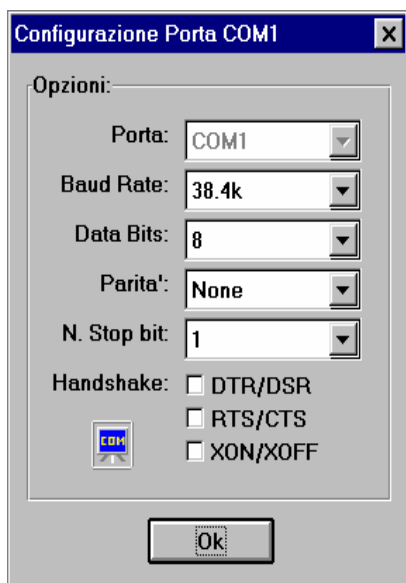 Configurazione Porta COM1
Opzioni:
Porta: COM1
Baud Rate: 38.4k
Data Bits: 8
Parita': None
N. Stop bit: 1
Handshake: DTR/DSR
RTS/CTS
COM XON/XOFF
Ok